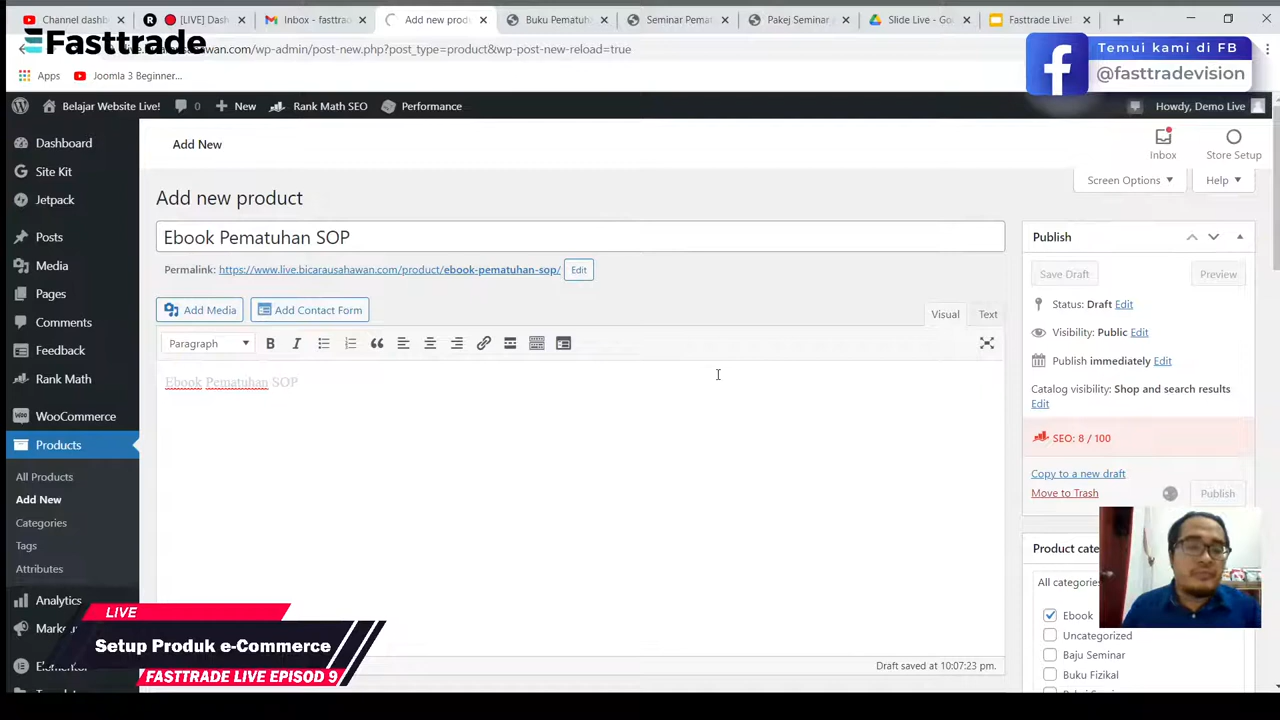 Channel dashb
[LIVE] Dash
Inbox - fasttrad
Add new produ
Buku Pematuh
Seminar Pemat
Pakej Seminar
Slide Live - Go
Fasttrade Live!
Fasttrade
hawan.com/wp-admin/post-new.php?post_type=product&wp-post-new-reload=true
Temui kami di FB
@fasttradevision
Apps
Joomla 3 Beginner...
Belajar Website Live!
0
New
Rank Math SEO
Performance
Howdy, Demo Live
Dashboard
Site Kit
Jetpack
Posts
Media
Pages
Comments
Feedback
Rank Math
WooCommerce
Products
All Products
Add New
Categories
Tags
Attributes
Analytics
Add New
Inbox
Store Setup
Screen Options
Help
Add new product
Ebook Pematuhan SOP
Permalink: https://www.live.bicarausahawan.com/product/ebook-pematuhan-sop/ Edit
Add Media
Add Contact Form
Visual
Text
Paragraph
Ebook Pematuhan SOP
Draft saved at 10:07:23 pm.
Publish
Save Draft
Preview
Status: Draft Edit
Visibility: Public Edit
Publish immediately Edit
Catalog visibility: Shop and search results
Edit
SEO: 8 / 100
Copy to a new draft
Move to Trash
Publish
Product cate
All categories
Ebook
Uncategorized
Baju Seminar
Buku Fizikal
LIVE
Setup Produk e-Commerce
FASTTRADE LIVE EPISOD 9